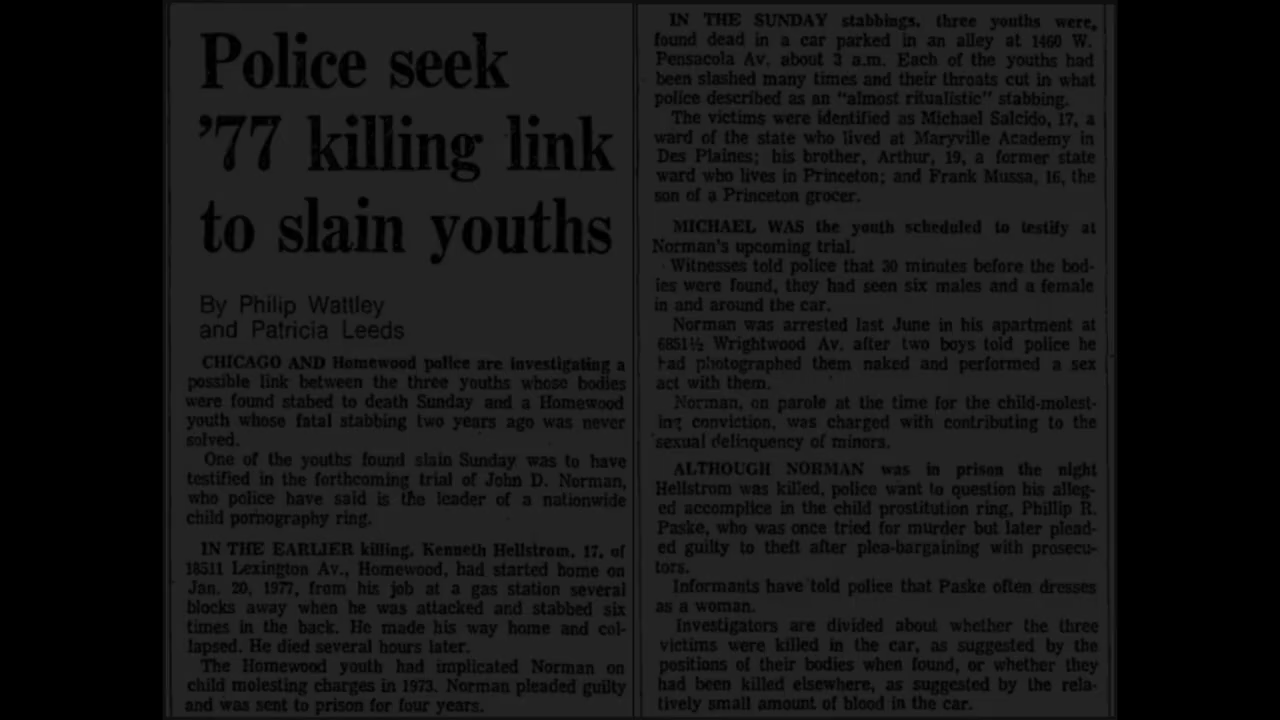 Police seek
’77 killing link
to slain youths
By Philip Wattley
and Patricia Leeds
CHICAGO AND Homewood police are investigating a
possible link between the three youths whose bodies
were found stabed to death Sunday and a Homewood
youth whose fatal stabbing two years ago was never
solved.
One of the youths found slain Sunday was to have
testified in the forthcoming trial of John D. Norman,
who police have said is the leader of a nationwide
child pornography ring.
IN THE EARLIER killing, Kenneth Hellstrom, 17, of
18511 Lexington Av., Homewood, had started home on
Jan. 20, 1977, from his job at a gas station several
blocks away when he was attacked and stabbed six
times in the back. He made his way home and col-
lapsed. He died several hours later.
The Homewood youth had implicated Norman on
child molesting charges in 1973. Norman pleaded guilty
and was sent to prison for four years.
IN THE SUNDAY stabbings, three youths were,
found dead in a car parked in an alley at 1460 W.
Pensacola Av. about 3 a.m. Each of the youths had
been slashed many times and their throats cut in what
police described as an “almost ritualistic” stabbing.
The victims were identified as Michael Salcido, 17, a
ward of the state who lived at Maryville Academy in
Des Plaines; his brother, Arthur, 19, a former state
ward who lives in Princeton; and Frank Mussa, 16, the
son of a Princeton grocer.
MICHAEL WAS the youth scheduled to testify at
Norman’s upcoming trial.
Witnesses told police that 30 minutes before the bod-
ies were found, they had seen six males and a female
in and around the car.
Norman was arrested last June in his apartment at
6851½ Wrightwood Av. after two boys told police he
had photographed them naked and performed a sex
act with them.
Norman, on parole at the time for the child-molest-
ing conviction, was charged with contributing to the
sexual delinquency of minors.
ALTHOUGH NORMAN was in prison the night
Hellstrom was killed, police want to question his alleg-
ed accomplice in the child prostitution ring, Phillip R.
Paske, who was once tried for murder but later plead-
ed guilty to theft after plea-bargaining with prosecu-
tors.
Informants have told police that Paske often dresses
as a woman.
Investigators are divided about whether the three
victims were killed in the car, as suggested by the
positions of their bodies when found, or whether they
had been killed elsewhere, as suggested by the rela-
tively small amount of blood in the car.